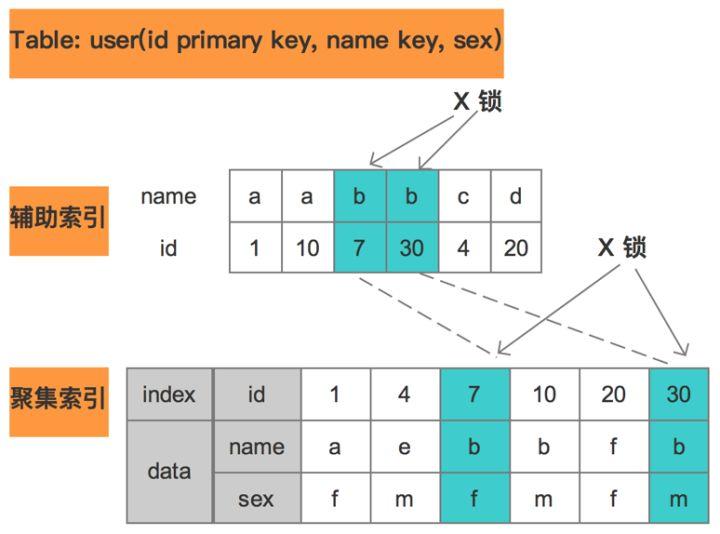 Table: user(id primary key, name key, sex)
X 锁
辅助索引
name a a b b c d
id 1 10 7 30 4 20
X 锁
聚集索引
index id 1 4 7 10 20 30
data name a e b b f b
sex f m f m f m